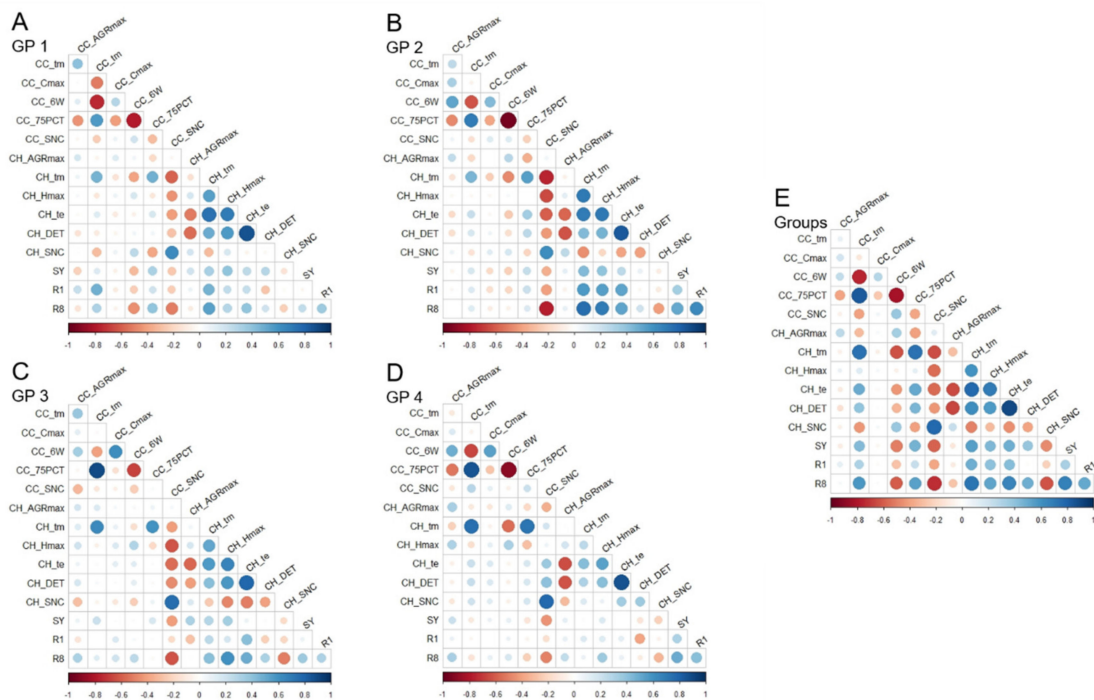 A
GP 1
CC_AGRmax
CC_tm
CC_tm
CC_Cmax
CC_Cmax
CC_6W
CC_6W
CC_75PCT
CC_75PCT
CC_SNC
CC_SNC
CH_AGRmax
CH_AGRmax
CH_tm
CH_tm
CH_Hmax
CH_Hmax
CH_te
CH_te
CH_DET
CH_DET
CH_SNC
CH_SNC
SY
SY
R1
R1
R8
-1 -0.8 -0.6 -0.4 -0.2 0 0.2 0.4 0.6 0.8 1
B
GP 2
CC_AGRmax
CC_tm
CC_tm
CC_Cmax
CC_Cmax
CC_6W
CC_6W
CC_75PCT
CC_75PCT
CC_SNC
CC_SNC
CH_AGRmax
CH_AGRmax
CH_tm
CH_tm
CH_Hmax
CH_Hmax
CH_te
CH_te
CH_DET
CH_DET
CH_SNC
CH_SNC
SY
SY
R1
R1
R8
-1 -0.8 -0.6 -0.4 -0.2 0 0.2 0.4 0.6 0.8 1
C
GP 3
CC_AGRmax
CC_tm
CC_tm
CC_Cmax
CC_Cmax
CC_6W
CC_6W
CC_75PCT
CC_75PCT
CC_SNC
CC_SNC
CH_AGRmax
CH_AGRmax
CH_tm
CH_tm
CH_Hmax
CH_Hmax
CH_te
CH_te
CH_DET
CH_DET
CH_SNC
CH_SNC
SY
SY
R1
R1
R8
-1 -0.8 -0.6 -0.4 -0.2 0 0.2 0.4 0.6 0.8 1
D
GP 4
CC_AGRmax
CC_tm
CC_tm
CC_Cmax
CC_Cmax
CC_6W
CC_6W
CC_75PCT
CC_75PCT
CC_SNC
CC_SNC
CH_AGRmax
CH_AGRmax
CH_tm
CH_tm
CH_Hmax
CH_Hmax
CH_te
CH_te
CH_DET
CH_DET
CH_SNC
CH_SNC
SY
SY
R1
R1
R8
-1 -0.8 -0.6 -0.4 -0.2 0 0.2 0.4 0.6 0.8 1
E
Groups
CC_AGRmax
CC_tm
CC_tm
CC_Cmax
CC_Cmax
CC_6W
CC_6W
CC_75PCT
CC_75PCT
CC_SNC
CC_SNC
CH_AGRmax
CH_AGRmax
CH_tm
CH_tm
CH_Hmax
CH_Hmax
CH_te
CH_te
CH_DET
CH_DET
CH_SNC
CH_SNC
SY
SY
R1
R1
R8
-1 -0.8 -0.6 -0.4 -0.2 0 0.2 0.4 0.6 0.8 1